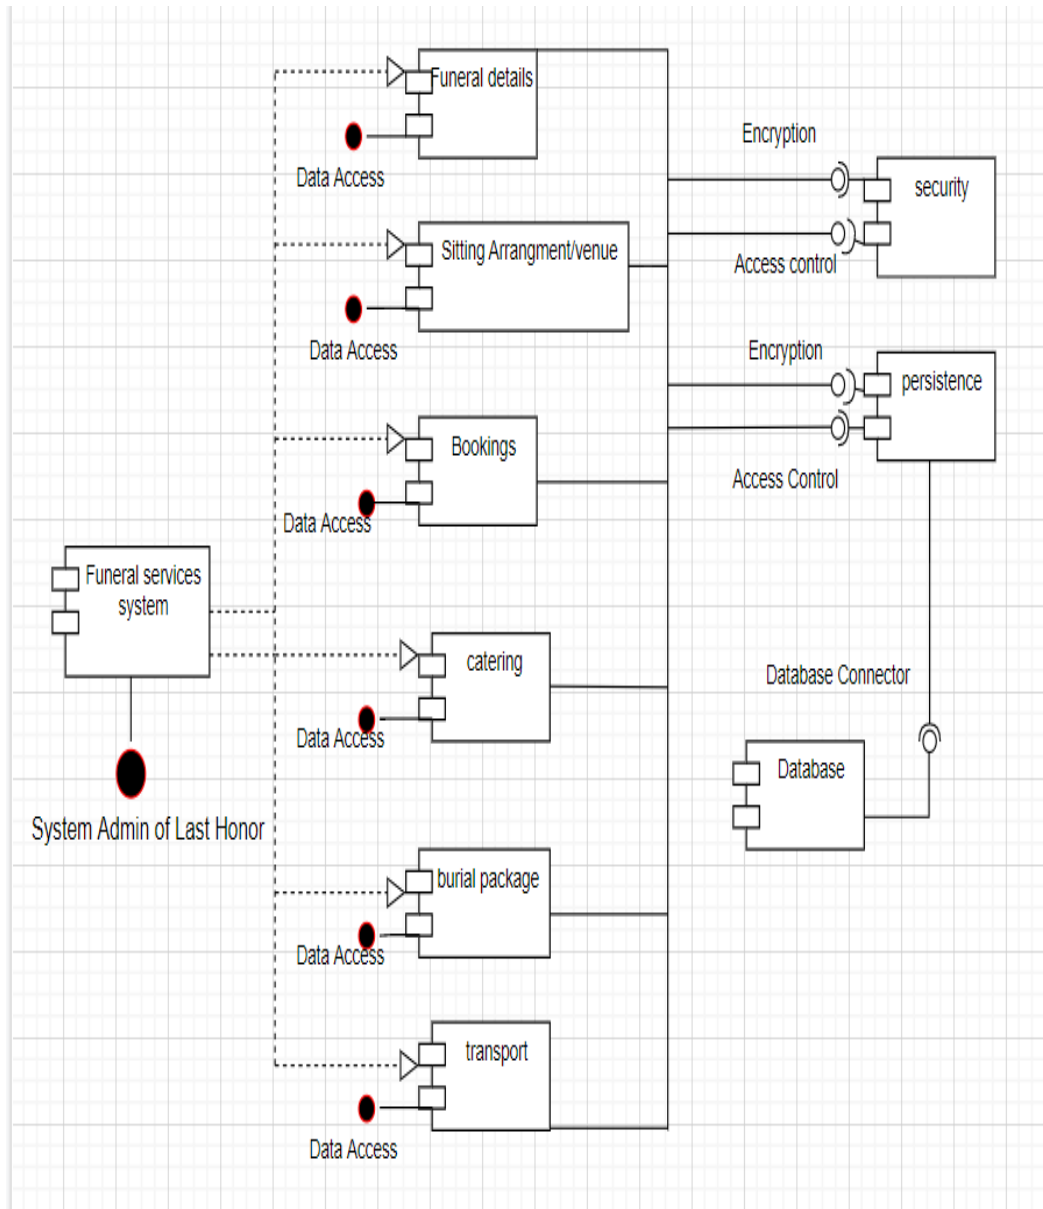 Funeral details
Data Access
Encryption
security
Access control
Sitting Arrangment/venue
Data Access
Encryption
persistence
Access Control
Bookings
Data Access
Funeral services
system
catering
Data Access
Database Connector
Database
System Admin of Last Honor
burial package
Data Access
transport
Data Access